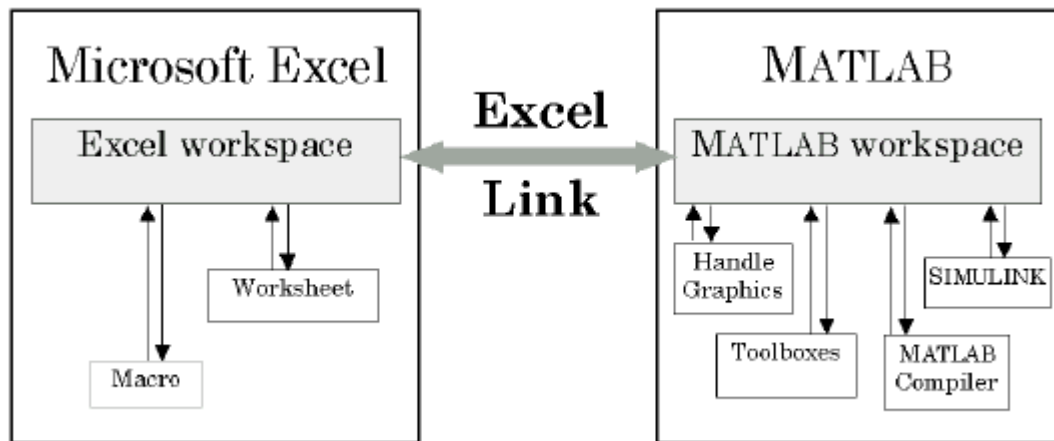 Microsoft Excel
Excel workspace
Worksheet
Macro
Excel
Link
MATLAB
MATLAB workspace
Handle
Graphics
SIMULINK
Toolboxes
MATLAB
Compiler